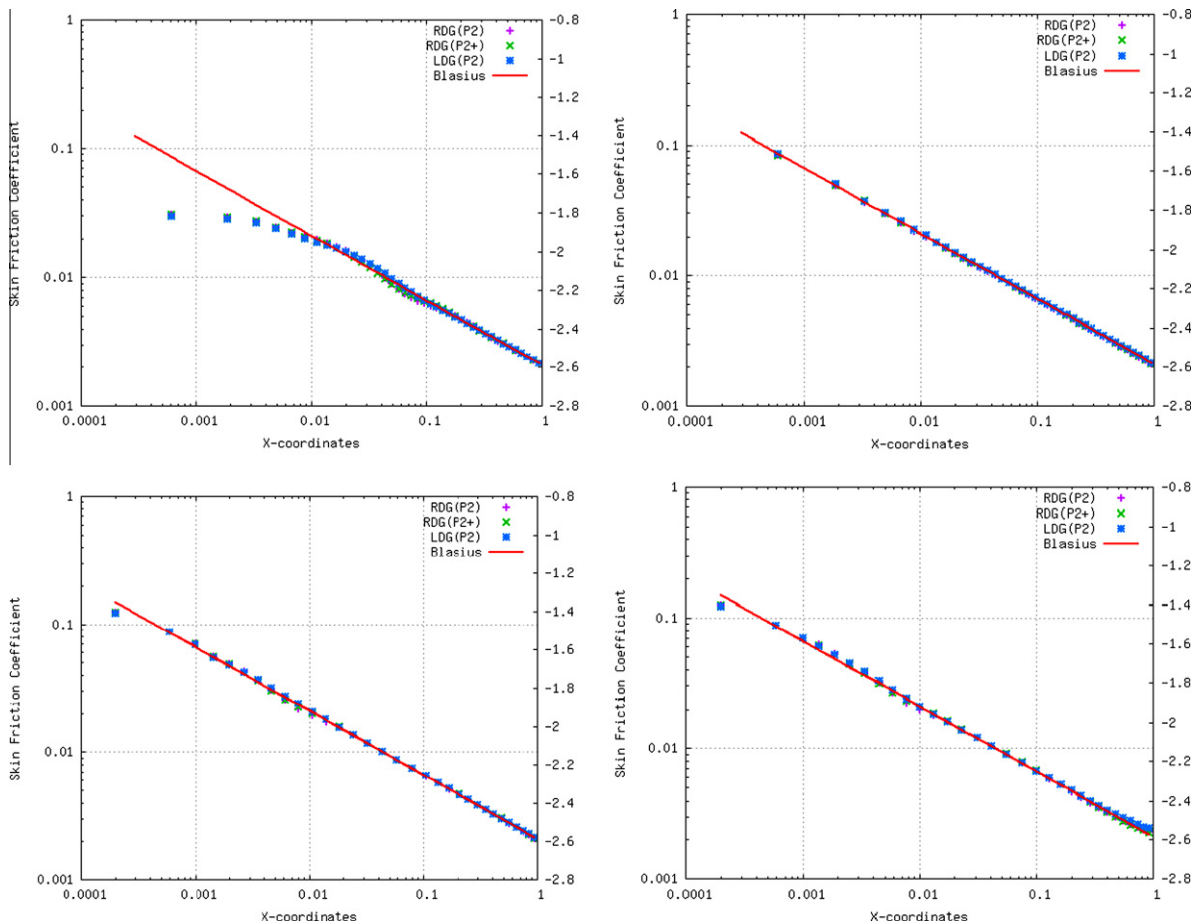 RDG(P2)
RDG(P2+)
LDG(P2)
Blasius
1
0.1
0.01
0.001
Skin Friction Coefficient
-0.8
-1
-1.2
-1.4
-1.6
-1.8
-2
-2.2
-2.4
-2.6
-2.8
0.0001 0.001 0.01 0.1 1
X-coordinates
RDG(P2)
RDG(P2+)
LDG(P2)
Blasius
1
0.1
0.01
0.001
Skin Friction Coefficient
-0.8
-1
-1.2
-1.4
-1.6
-1.8
-2
-2.2
-2.4
-2.6
-2.8
0.0001 0.001 0.01 0.1 1
X-coordinates
RDG(P2)
RDG(P2+)
LDG(P2)
Blasius
1
0.1
0.01
0.001
Skin Friction Coefficient
-0.8
-1
-1.2
-1.4
-1.6
-1.8
-2
-2.2
-2.4
-2.6
-2.8
0.0001 0.001 0.01 0.1 1
X-coordinates
RDG(P2)
RDG(P2+)
LDG(P2)
Blasius
1
0.1
0.01
0.001
Skin Friction Coefficient
-0.8
-1
-1.2
-1.4
-1.6
-1.8
-2
-2.2
-2.4
-2.6
-2.8
0.0001 0.001 0.01 0.1 1
X-coordinates